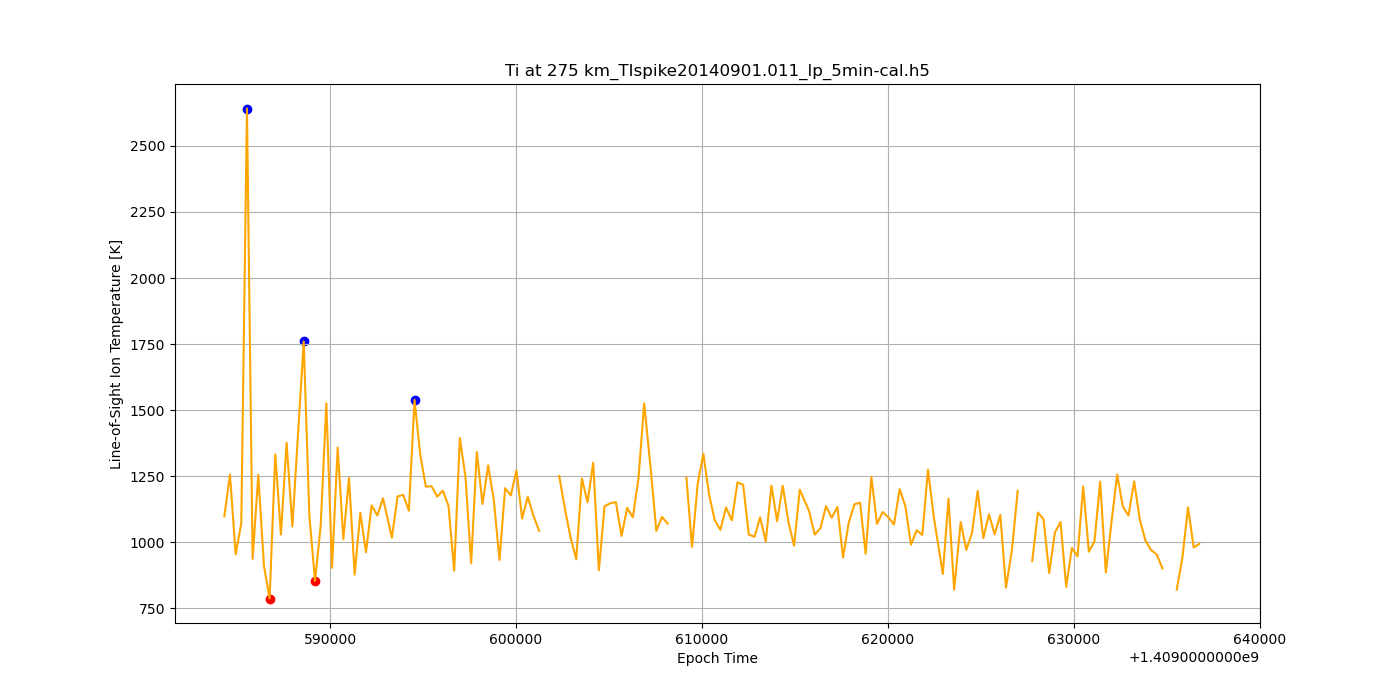 Ti at 275 km_TIspike20140901.011_lp_5min-cal.h5
Line-of-Sight Ion Temperature [K]
2500
2250
2000
1750
1500
1250
1000
750
590000 600000 610000 620000 630000 640000
Epoch Time
+1.4090000000e9